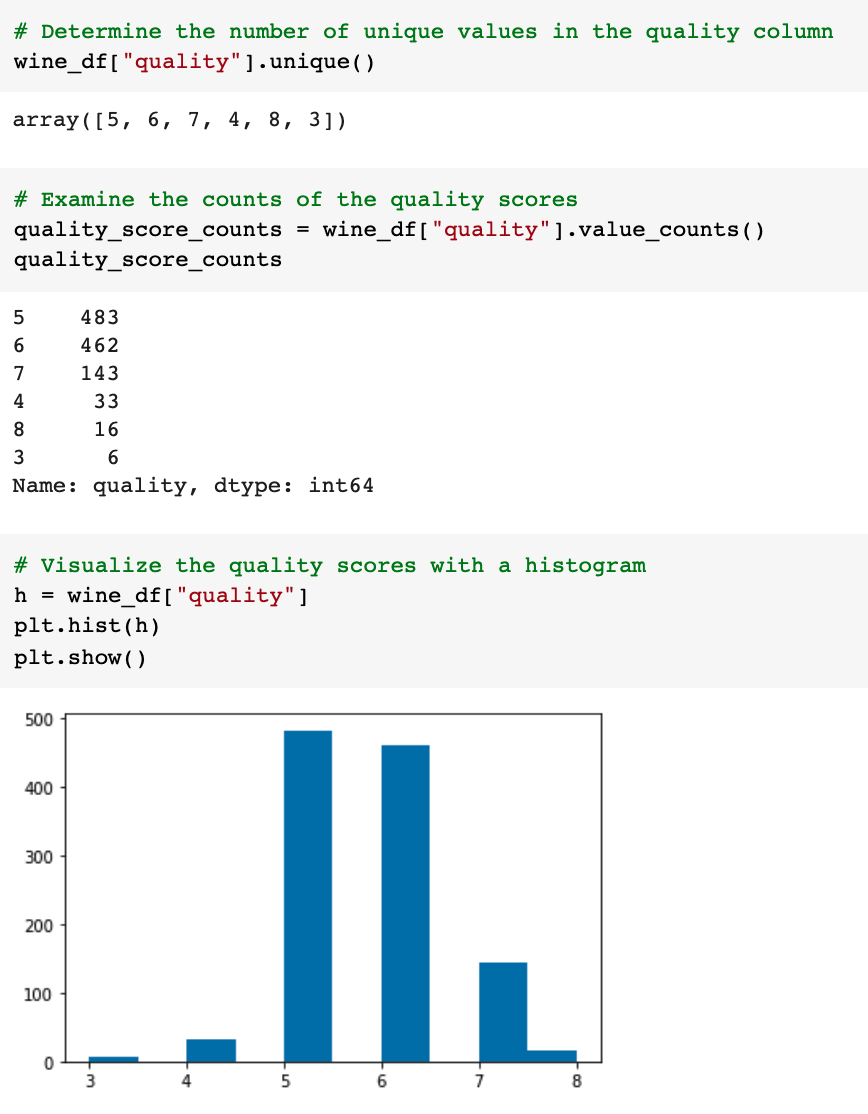 # Determine the number of unique values in the quality column
wine_df["quality"].unique()
array([5, 6, 7, 4, 8, 3])
# Examine the counts of the quality scores
quality_score_counts = wine_df["quality"].value_counts()
quality_score_counts
5    483
6    462
7    143
4     33
8     16
3      6
Name: quality, dtype: int64
# Visualize the quality scores with a histogram
h = wine_df["quality"]
plt.hist(h)
plt.show()
500
400
300
200
100
0
3 4 5 6 7 8